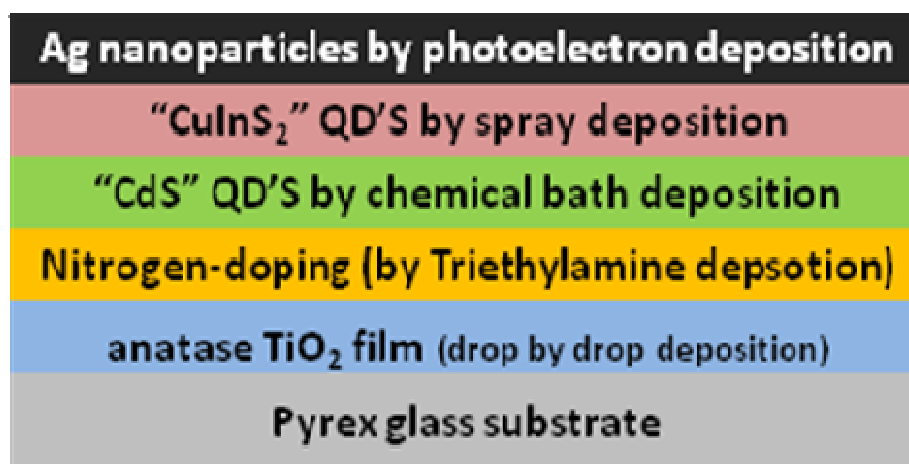 Ag nanoparticles by photoelectron deposition
“CuInS₂” QD’S by spray deposition
“CdS” QD’S by chemical bath deposition
Nitrogen-doping (by Triethylamine depsotion)
anatase TiO₂ film (drop by drop deposition)
Pyrex glass substrate